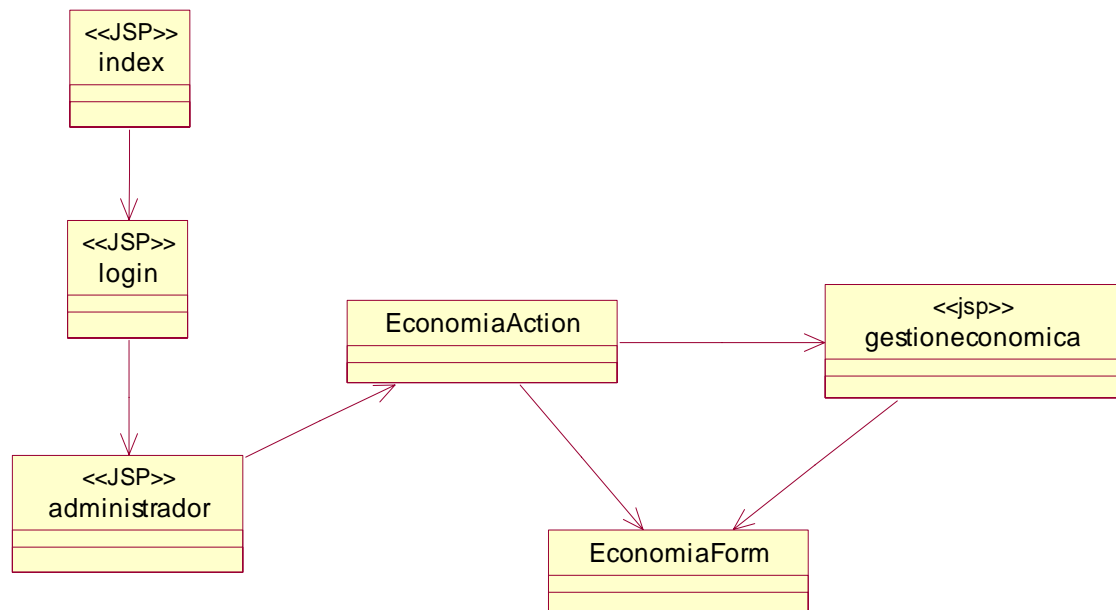 <<JSP>>
index
<<JSP>>
login
EconomiaAction
<<jsp>>
gestioneconomica
<<JSP>>
administrador
EconomiaForm